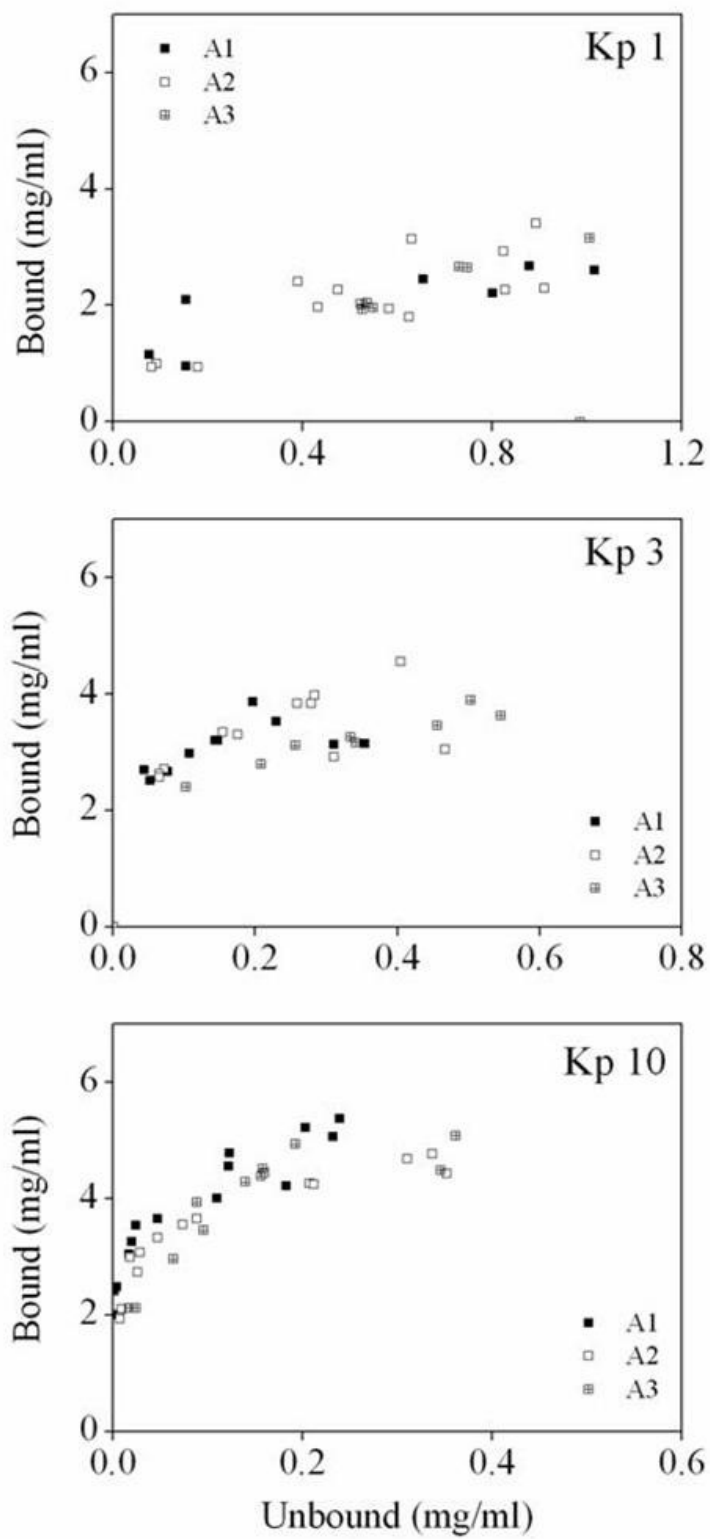 A1
A2
A3
Kp 1
Bound (mg/ml)
6
4
2
0
0.0 0.4 0.8 1.2
Kp 3
Bound (mg/ml)
6
4
2
0
A1
A2
A3
0.0 0.2 0.4 0.6 0.8
Kp 10
Bound (mg/ml)
6
4
2
0
A1
A2
A3
0.0 0.2 0.4 0.6
Unbound (mg/ml)